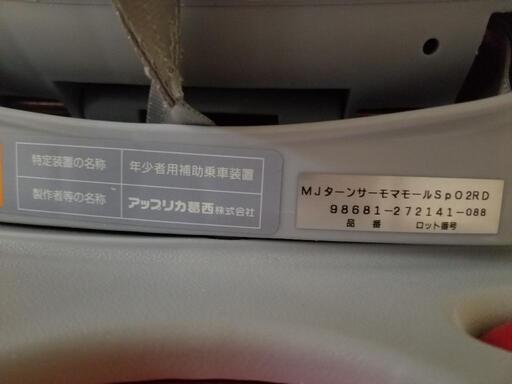 特定装置の名称 年少者用補助乗車装置
製作者等の名称 アップリカ葛西株式会社
MJターンサーモマモールSpO2RD
98681-272141-088
品番 ロット番号